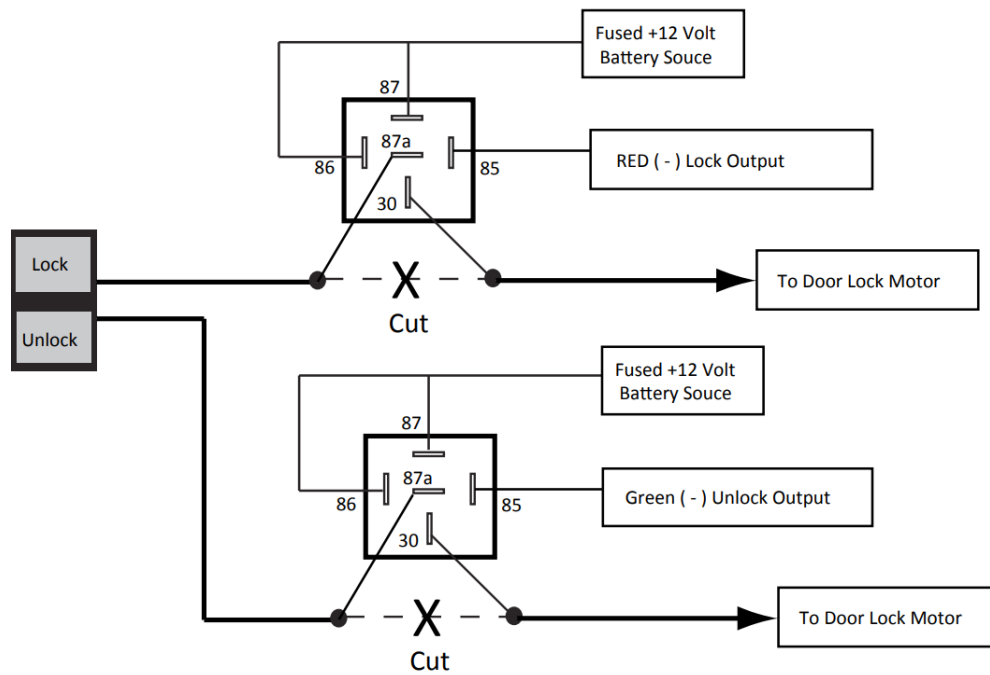 Fused +12 Volt
Battery Souce
87
87a
86
85
RED ( - ) Lock Output
30
Lock
To Door Lock Motor
X
Cut
Unlock
Fused +12 Volt
Battery Souce
87
87a
86
85
Green ( - ) Unlock Output
30
To Door Lock Motor
X
Cut